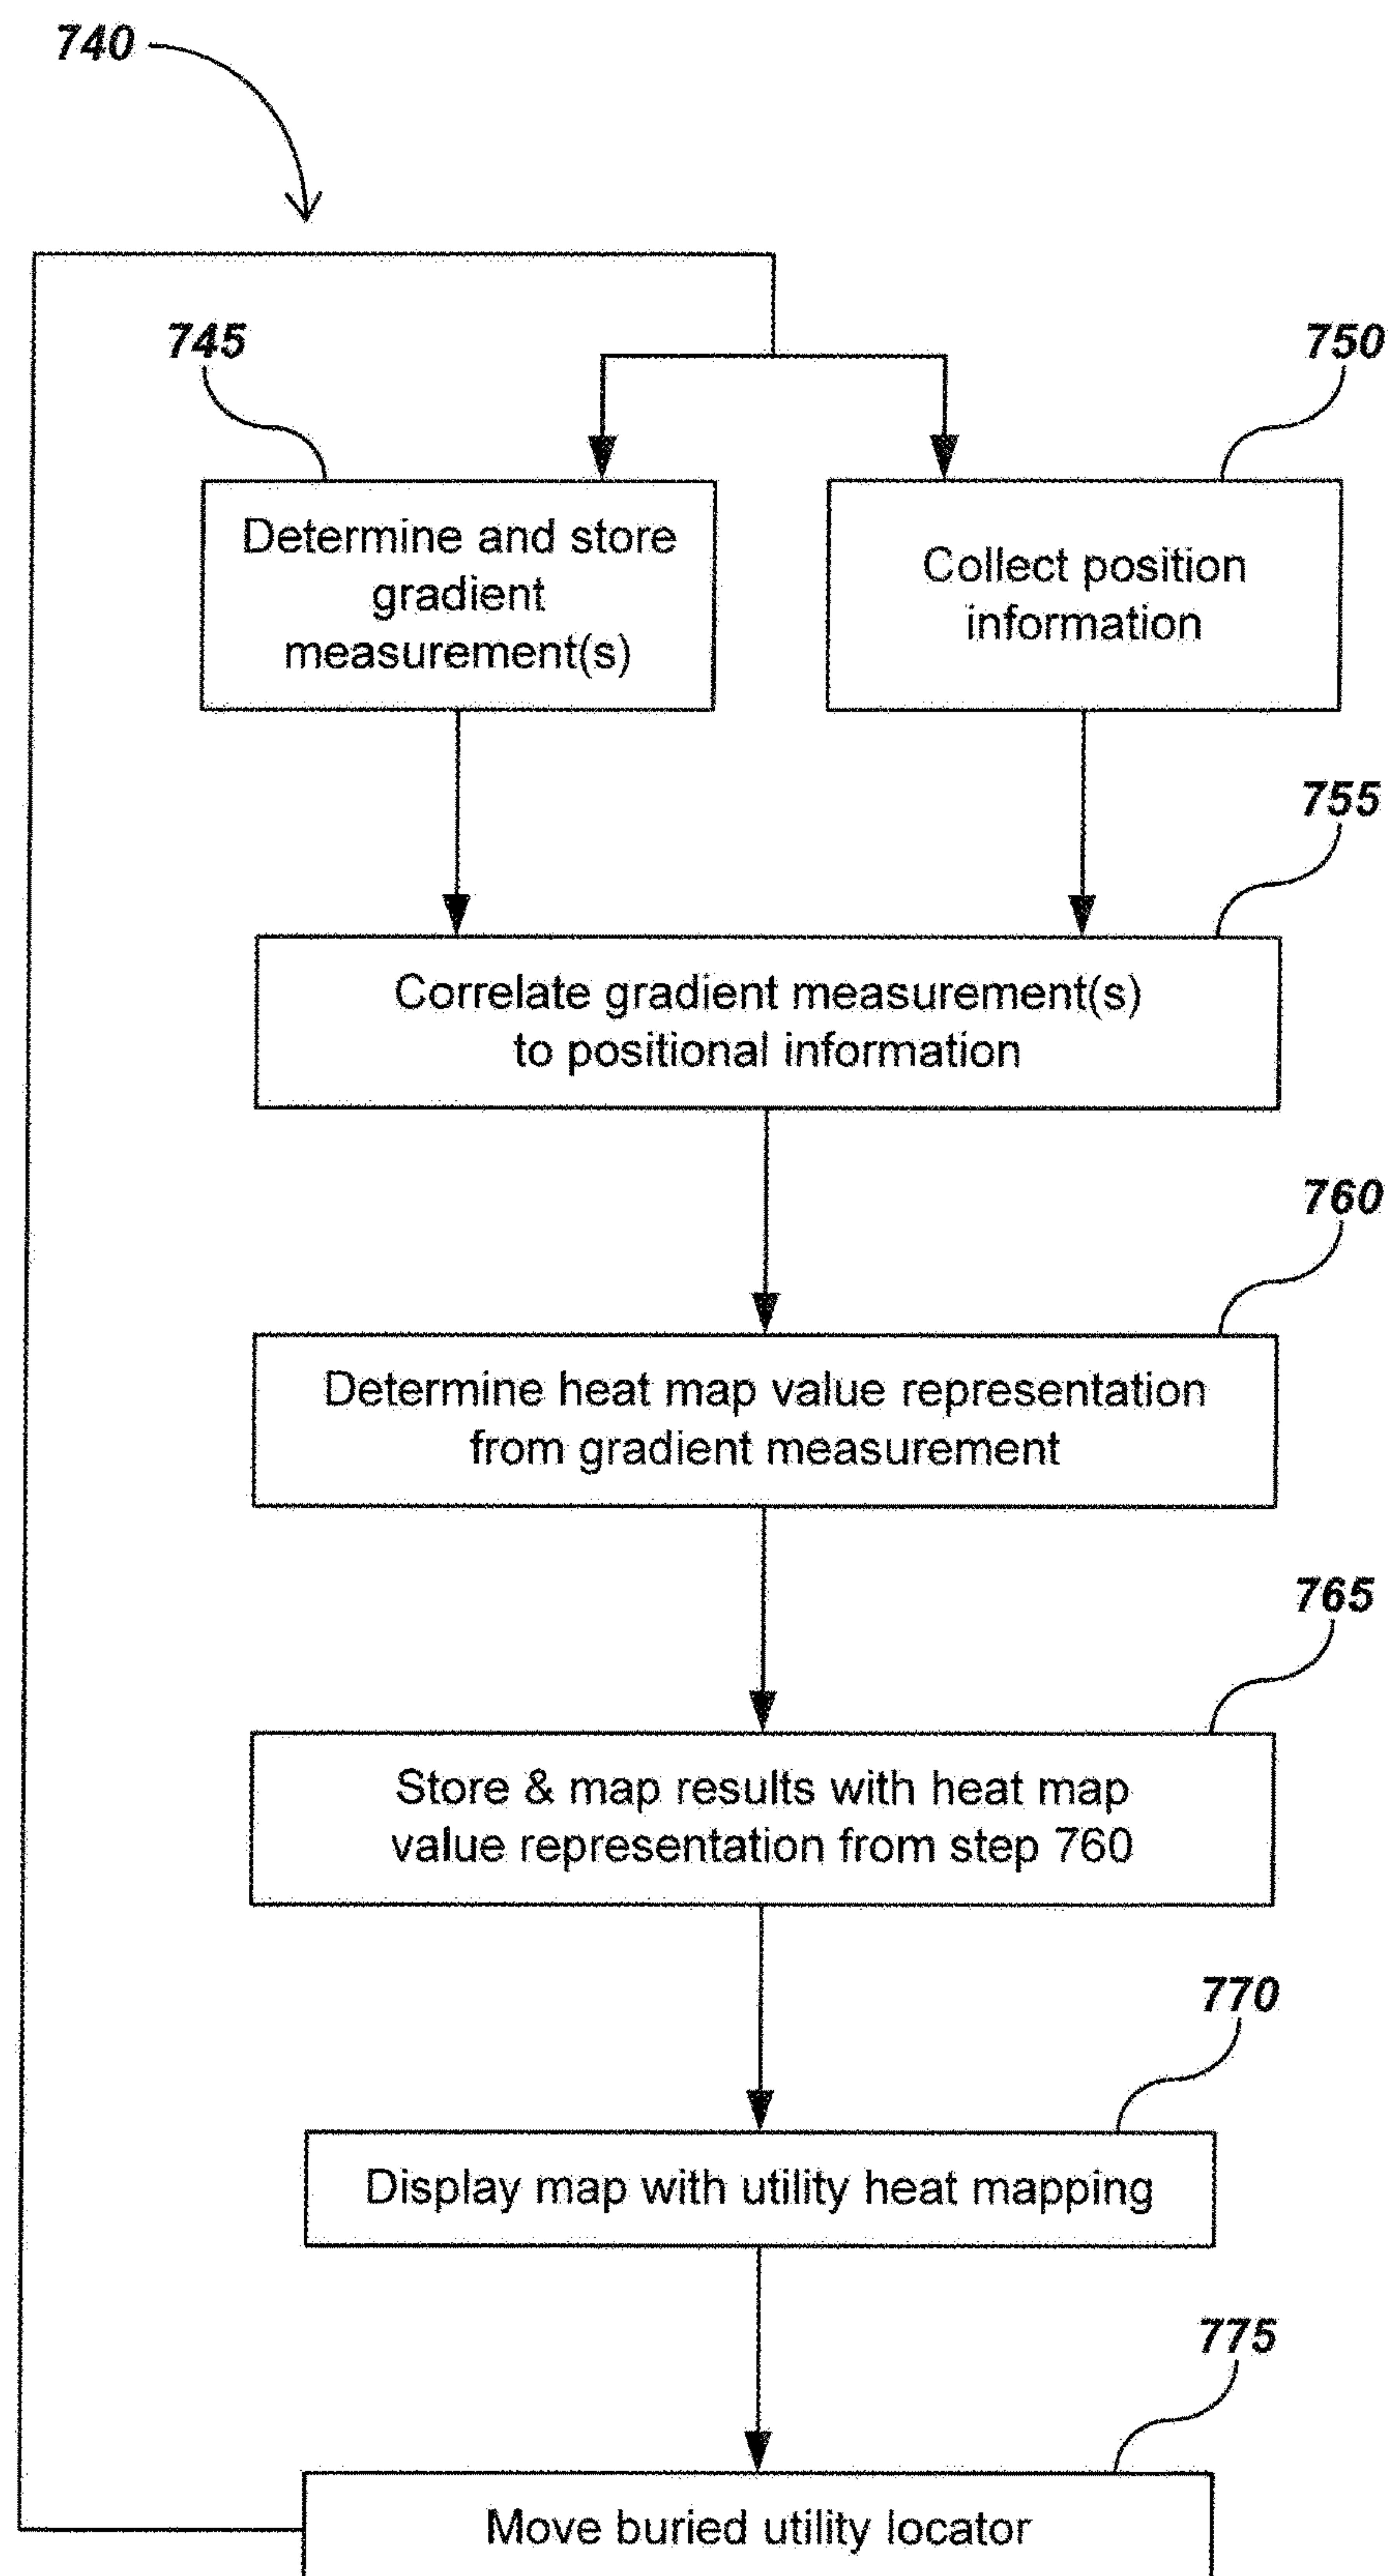 740
745
750
Determine and store
gradient
measurement(s)
Collect position
information
755
Correlate gradient measurement(s)
to positional information
760
Determine heat map value representation
from gradient measurement
765
Store & map results with heat map
value representation from step 760
770
Display map with utility heat mapping
775
Move buried utility locator